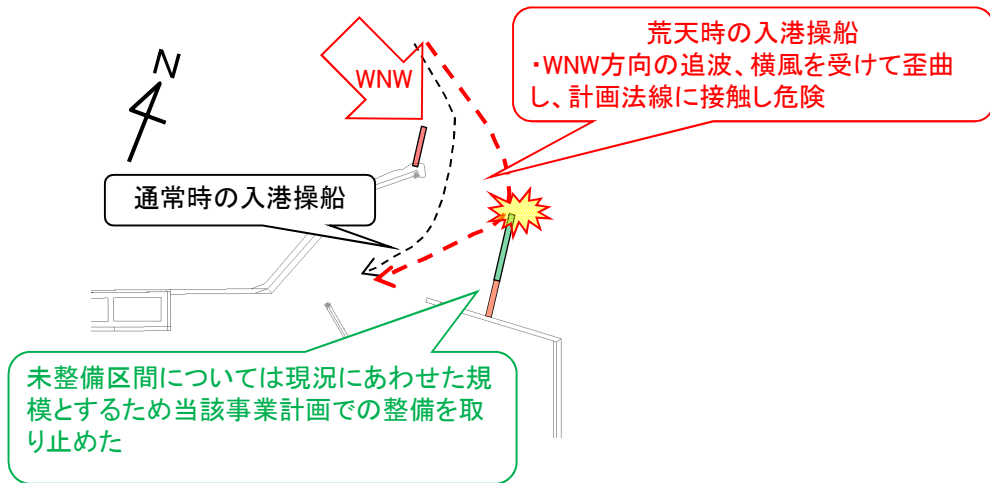 荒天時の入港操船
・WNW方向の追波、横風を受けて歪曲
し、計画法線に接触し危険
N
WNW
通常時の入港操船
未整備区間については現況にあわせた規
模とするため当該事業計画での整備を取
り止めた